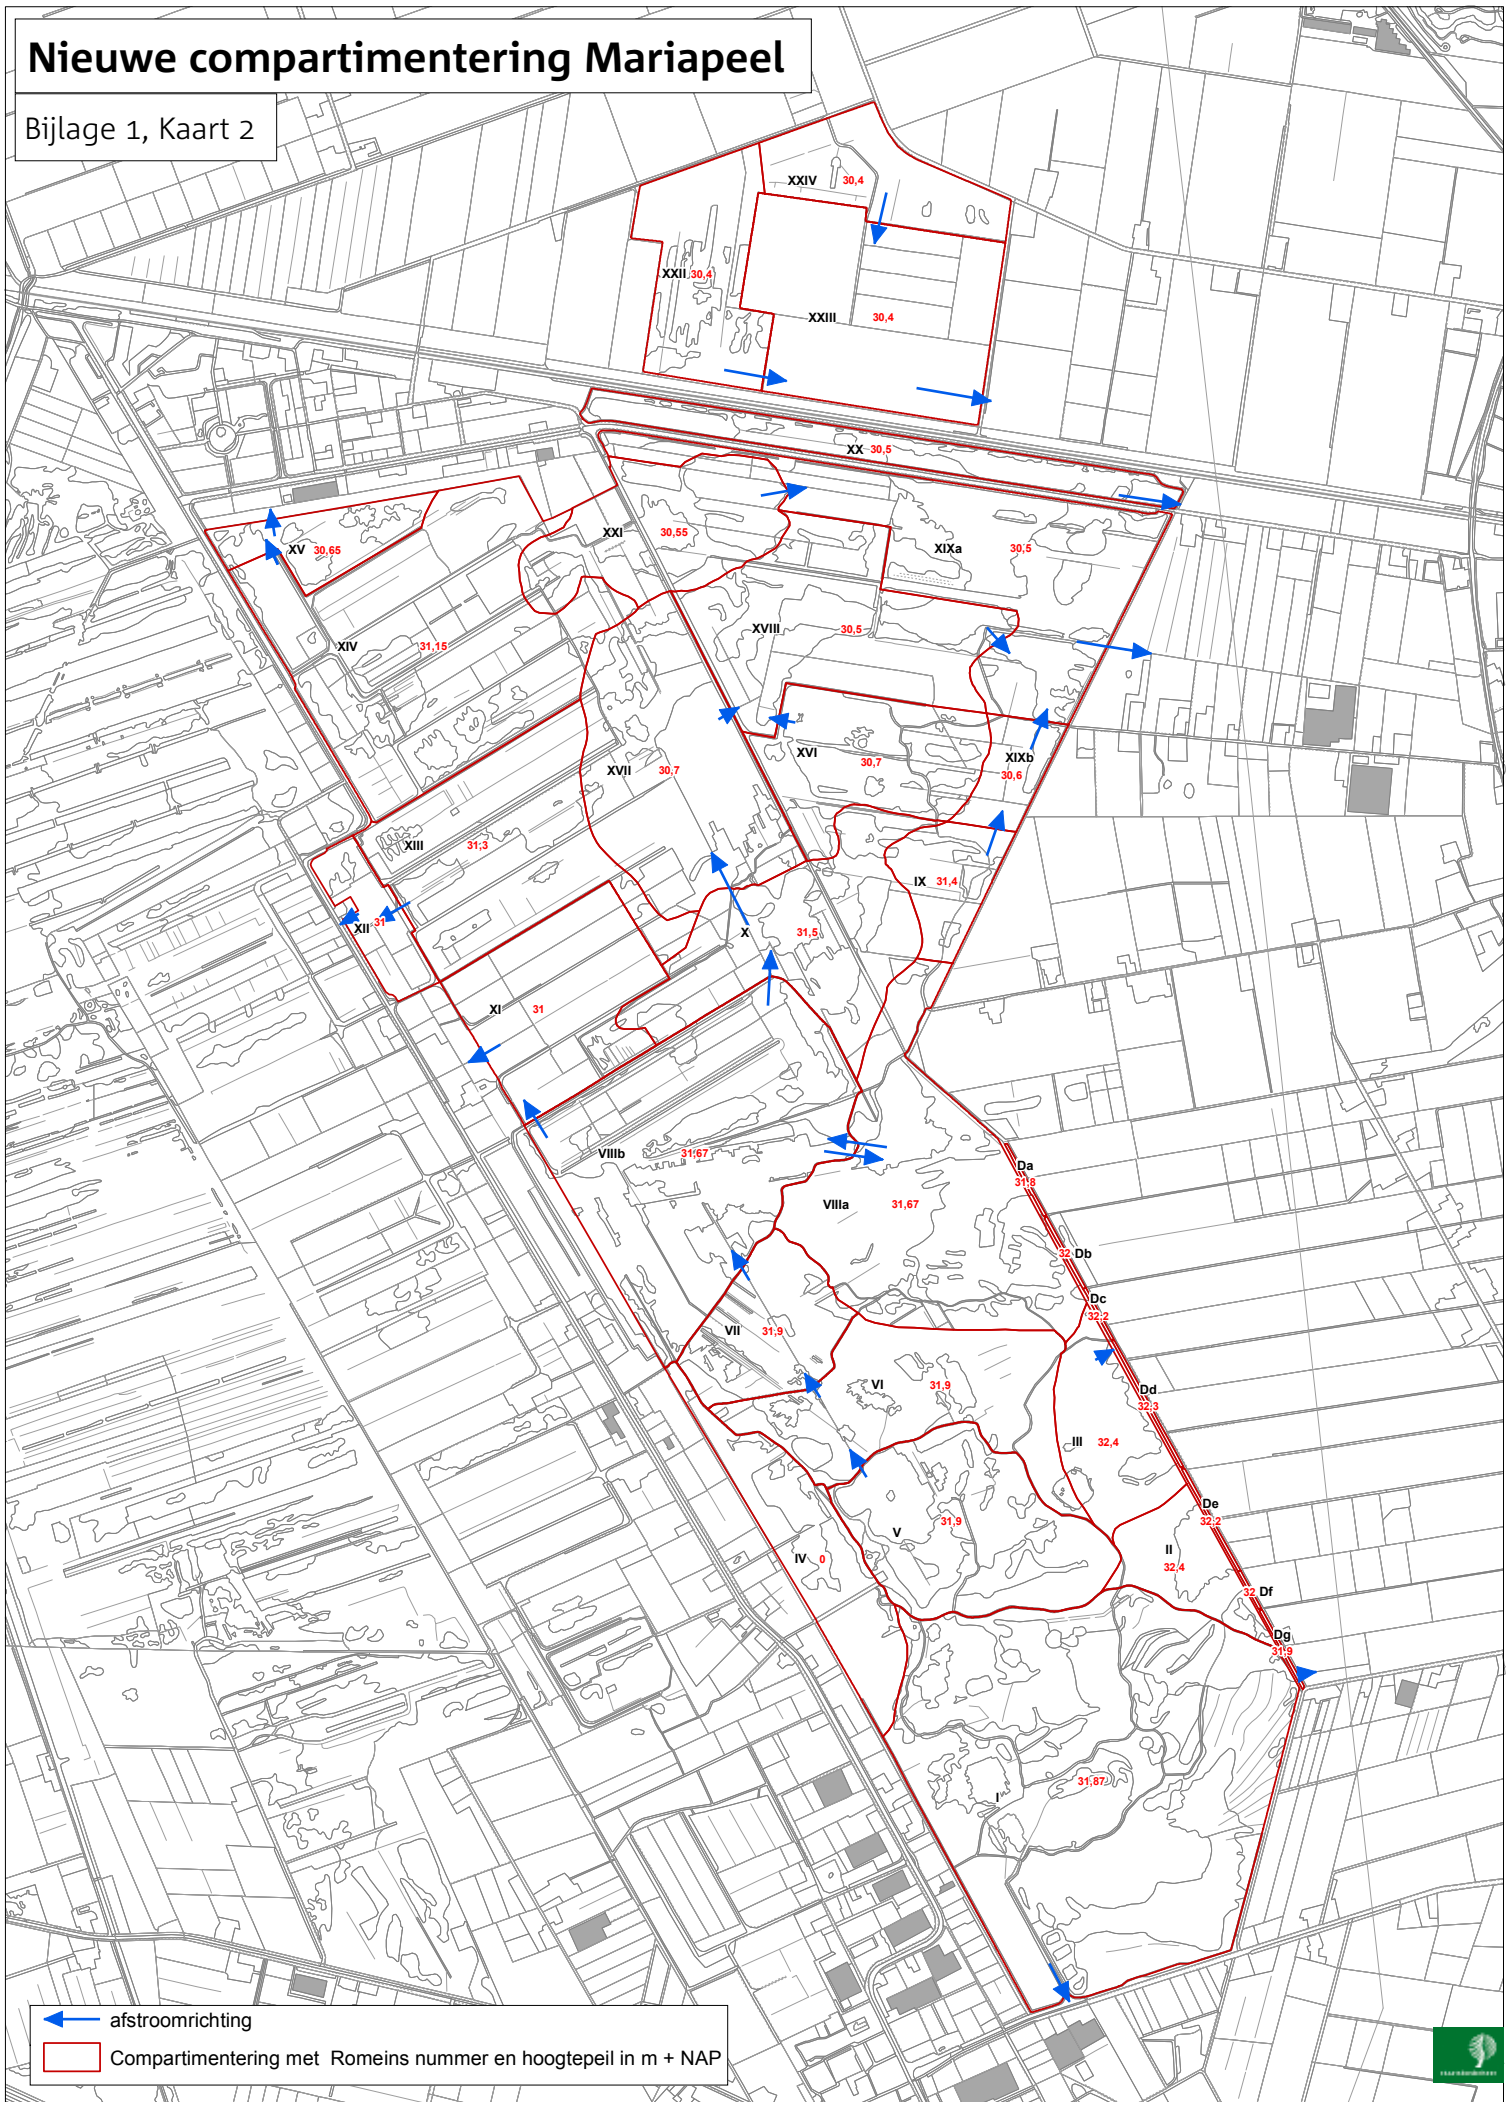 Nieuwe compartimentering Mariapeel
Bijlage 1, Kaart 2
XXIV 30,4
XXII 30,4
XXIII 30,4
XX 30,5
XXI 30,55
XIXa 30,5
XV 30,65
XIV 31,15
XVIII 30,5
XVI 30,7
XIXb
30,6
XVII 30,7
XIII 31,3
IX 31,4
XII 31
X 31,5
XI 31
VIIIb 31,67
VIIIa 31,67
Da
31,8
32 Db
Dc
32,2
VII 31,9
VI 31,9
Dd
32,3
III 32,4
De
32,2
V 31,9
II
32,4
IV 0
32 Df
Dg
31,9
I 31,87
afstroomrichting
Compartimentering met Romeins nummer en hoogtepeil in m + NAP